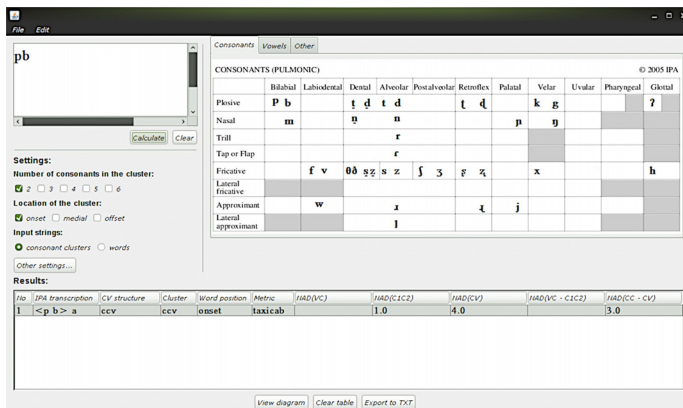 File Edit
pb
Calculate Clear
Settings:
Number of consonants in the cluster:
2 3 4 5 6
Location of the cluster:
onset medial offset
Input strings:
consonant clusters words
Other settings...
Consonants Vowels Other
CONSONANTS (PULMONIC) © 2005 IPA
Bilabial Labiodental Dental Alveolar Postalveolar Retroflex Palatal Velar Uvular Pharyngeal Glottal
Plosive p b t̪ d̪ t d ʈ ɖ k g ʔ
Nasal m n̪ n ɲ ŋ
Trill r
Tap or Flap ɾ
Fricative f v θð s̪z̪ s z ʃ ʒ ʂ ʐ x h
Lateral fricative
Approximant w ɹ ɻ j
Lateral approximant l
Results:
No IPA transcription CV structure Cluster Word position Metric NAD(VC) NAD(C1C2) NAD(CV) NAD(VC - C1C2) NAD(CC - CV)
1 <p b> a ccv ccv onset taxicab 1.0 4.0 3.0
View diagram Clear table Export to TXT